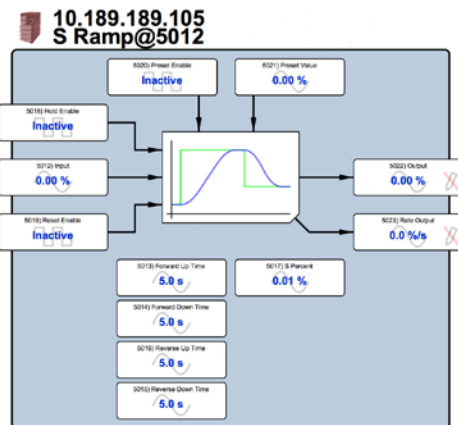 10.189.189.105
S Ramp@5012
5020) Preset Enable
Inactive
5021) Preset Value
0.00 %
5018) Hold Enable
Inactive
5012) Input
0.00 %
5022) Output
0.00 %
5019) Reset Enable
Inactive
5023) Rate Output
0.0 %/s
5013) Forward Up Time
5.0 s
5017) S Percent
0.01 %
5014) Forward Down Time
5.0 s
5016) Reverse Up Time
5.0 s
5015) Reverse Down Time
5.0 s